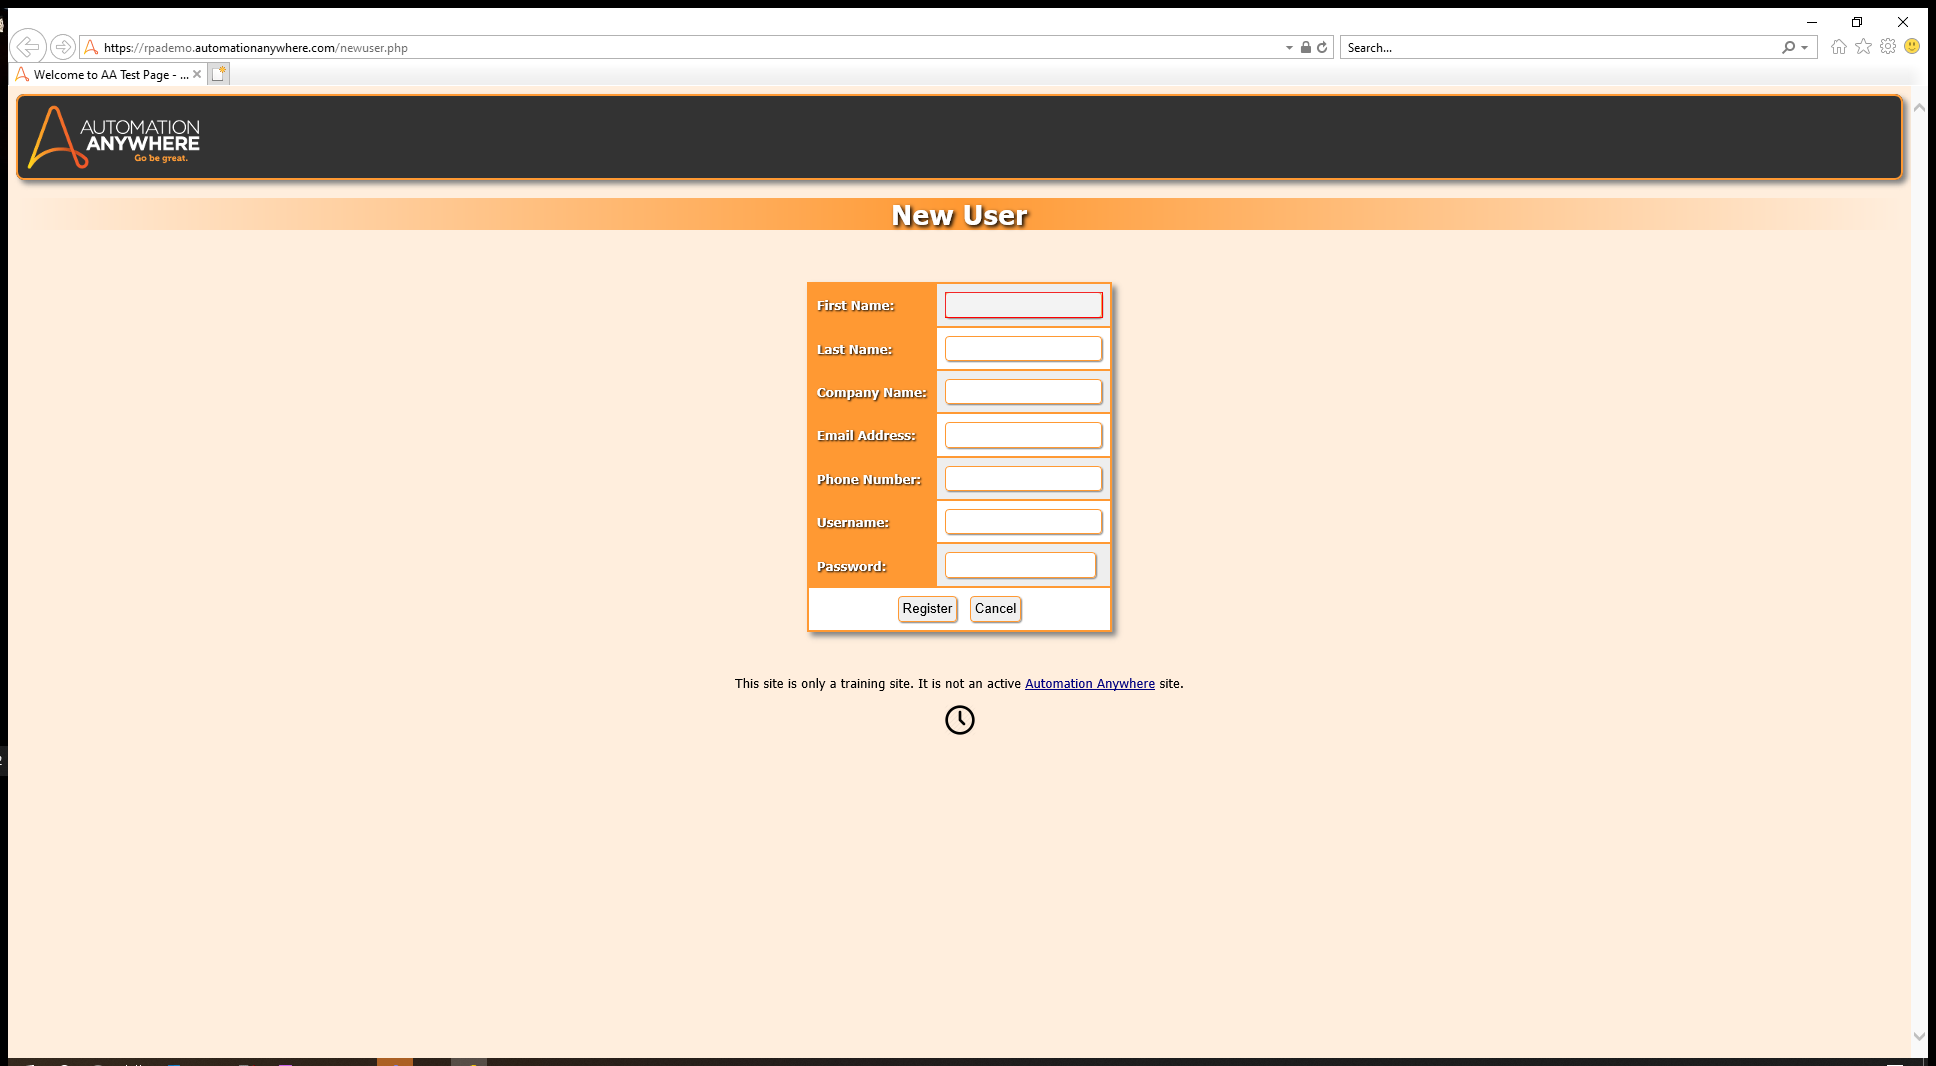 https://rpademo.automationanywhere.com/newuser.php
Search...
Welcome to AA Test Page - ...
AUTOMATION
ANYWHERE
Go be great.
New User
First Name:
Last Name:
Company Name:
Email Address:
Phone Number:
Username:
Password:
Register Cancel
This site is only a training site. It is not an active Automation Anywhere site.